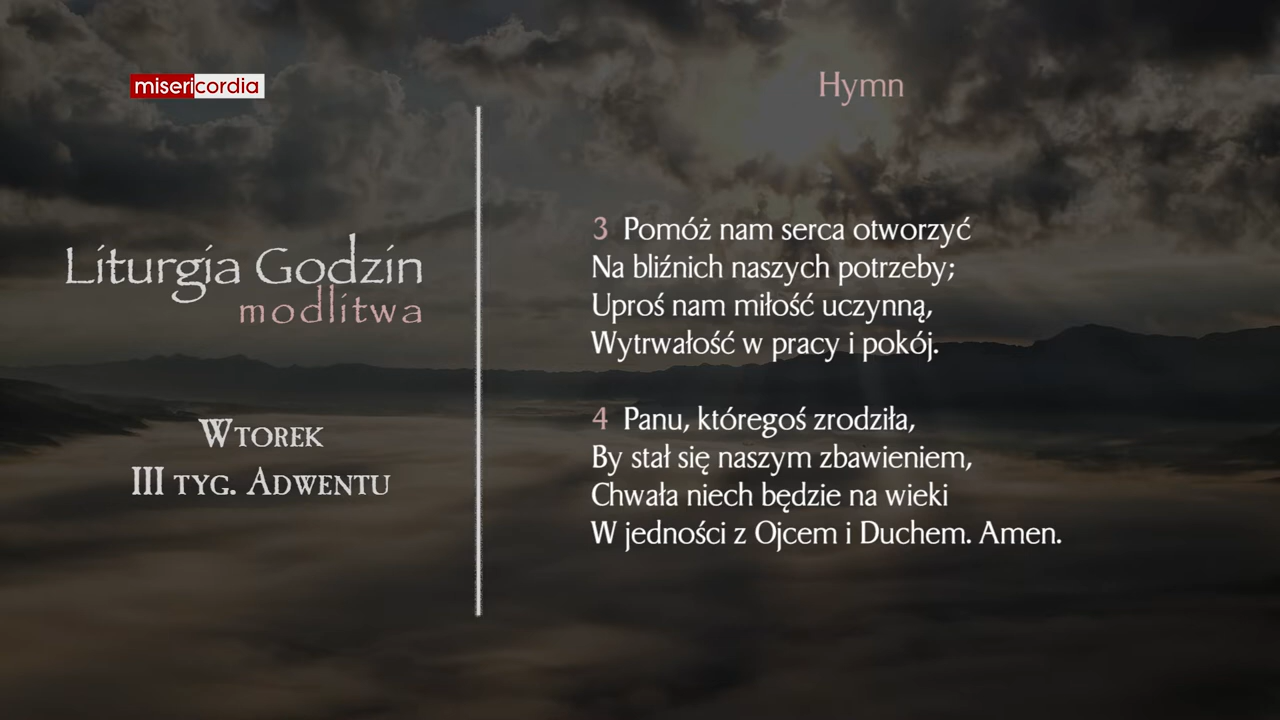 misericordia
Liturgia Godzin
modlitwa
Wtorek
III tyg. Adwentu
Hymn
3 Pomóż nam serca otworzyć
Na bliźnich naszych potrzeby;
Uproś nam miłość uczynną,
Wytrwałość w pracy i pokój.
4 Panu, któregoś zrodziła,
By stał się naszym zbawieniem,
Chwała niech będzie na wieki
W jedności z Ojcem i Duchem. Amen.